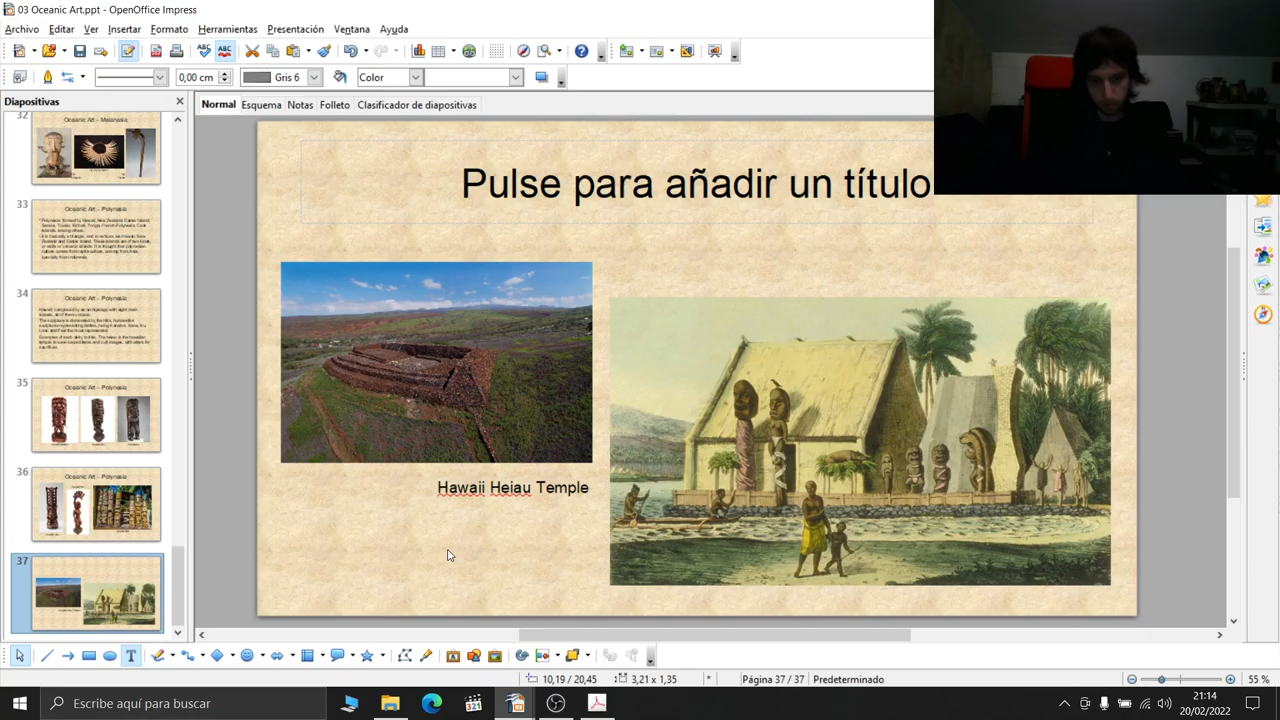 03 Oceanic Art.ppt - OpenOffice Impress
Archivo Editar Ver Insertar Formato Herramientas Presentación Ventana Ayuda
0,00 cm Gris 6 Color
Diapositivas
Normal Esquema Notas Folleto Clasificador de diapositivas
32
Oceanic Art – Melanesia
33
Oceanic Art – Polynesia
34
Oceanic Art – Polynesia
35
Oceanic Art – Polynesia
36
Oceanic Art – Polynesia
37
Pulse para añadir un título
Hawaii Heiau Temple
10,19 / 20,45 3,21 x 1,35 * Página 37 / 37 Predeterminado 55 %
Escribe aquí para buscar
321
21:14
20/02/2022